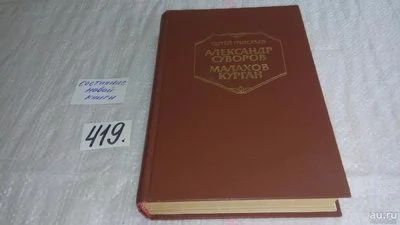 СЕРГЕЙ ГРИГОРЬЕВ
АЛЕКСАНДР
СУВОРОВ
МАЛАХОВ
КУРГАН
СОСТОЯНИЕ
НОВОЙ
КНИГИ
419.
au.ru